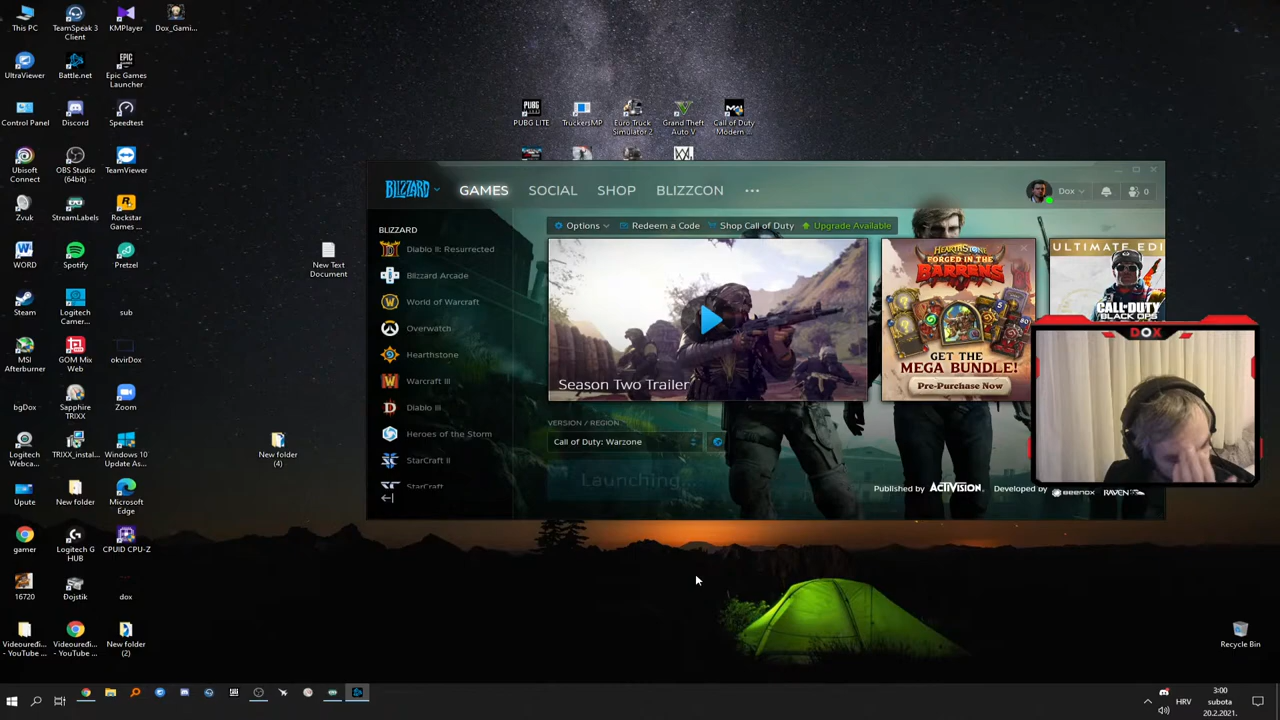 This PC
TeamSpeak 3
Client
KMPlayer
Dox_Gami...
UltraViewer
Battle.net
Epic Games
Launcher
Control Panel
Discord
Speedtest
Ubisoft
Connect
OBS Studio
(64bit)
TeamViewer
Zvuk
StreamLabels
Rockstar
Games ...
WORD
Spotify
Pretzel
Steam
Logitech
Camer...
sub
MSI
Afterburner
GOM Mix
Web
okvirDox
bgDox
Sapphire
TRIXX
Zoom
Logitech
Webca...
TRIXX_instal...
Windows 10
Update As...
Upute
New folder
Microsoft
Edge
gamer
Logitech G
HUB
CPUID CPU-Z
16720
Dojstik
dox
Videouređi...
- YouTube ...
Videouređi...
- YouTube ...
New folder
(2)
New Text
Document
New folder
(4)
PUBG LITE
TruckersMP
Euro Truck
Simulator 2
Grand Theft
Auto V
Call of Duty
Modern ...
BLIZZARD
GAMES
SOCIAL
SHOP
BLIZZCON
Dox
0
BLIZZARD
Diablo II: Resurrected
Blizzard Arcade
World of Warcraft
Overwatch
Hearthstone
Warcraft III
Diablo III
Heroes of the Storm
StarCraft II
StarCraft
Options
Redeem a Code
Shop Call of Duty
Upgrade Available
Season Two Trailer
HEARTHSTONE
FORGED IN THE
BARRENS
GET THE
MEGA BUNDLE!
Pre-Purchase Now
ULTIMATE EDI
CALL OF DUTY
BLACK OPS
DOX
VERSION / REGION
Call of Duty: Warzone
Launching...
Published by ACTIVISION. Developed by BEENOX RAVEN
Recycle Bin
HRV
3:00
subota
20.2.2021.